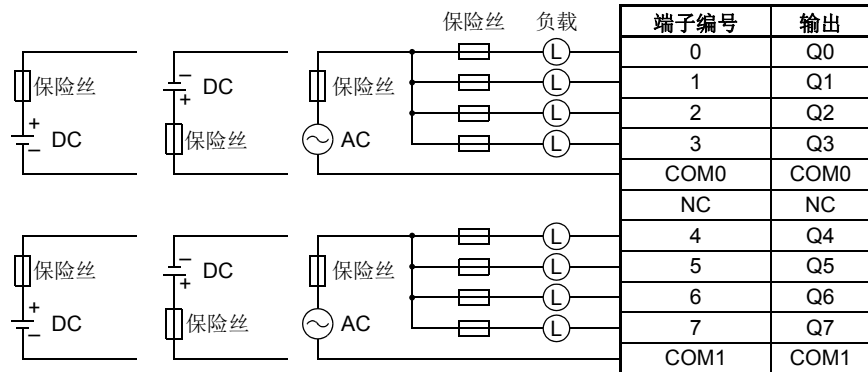 保险丝 负载 端子编号 输出
L 0 Q0
保险丝 DC 保险丝 L 1 Q1
DC 保险丝 AC L 2 Q2
L 3 Q3
COM0 COM0
NC NC
L 4 Q4
保险丝 DC 保险丝 L 5 Q5
DC 保险丝 AC L 6 Q6
L 7 Q7
COM1 COM1